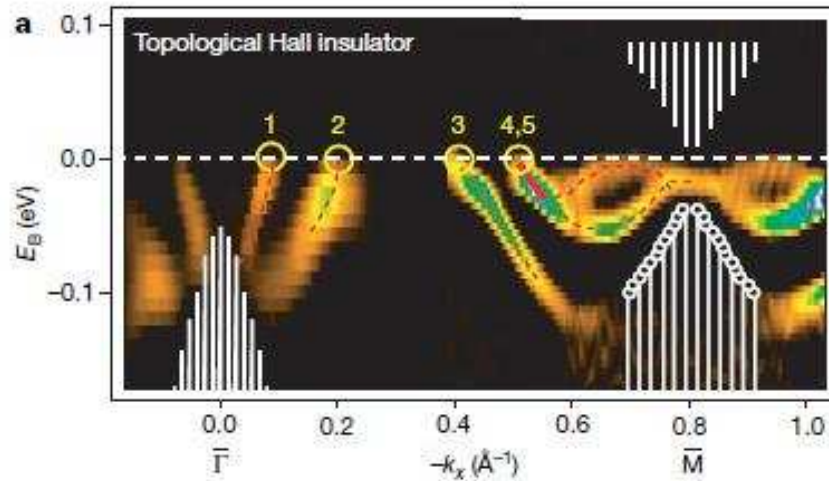 a
0.1
Topological Hall insulator
1 2 3 4,5
0.0
E_B (eV)
–0.1
0.0 0.2 0.4 0.6 0.8 1.0
Γ̅ –kₓ (Å⁻¹) M̅